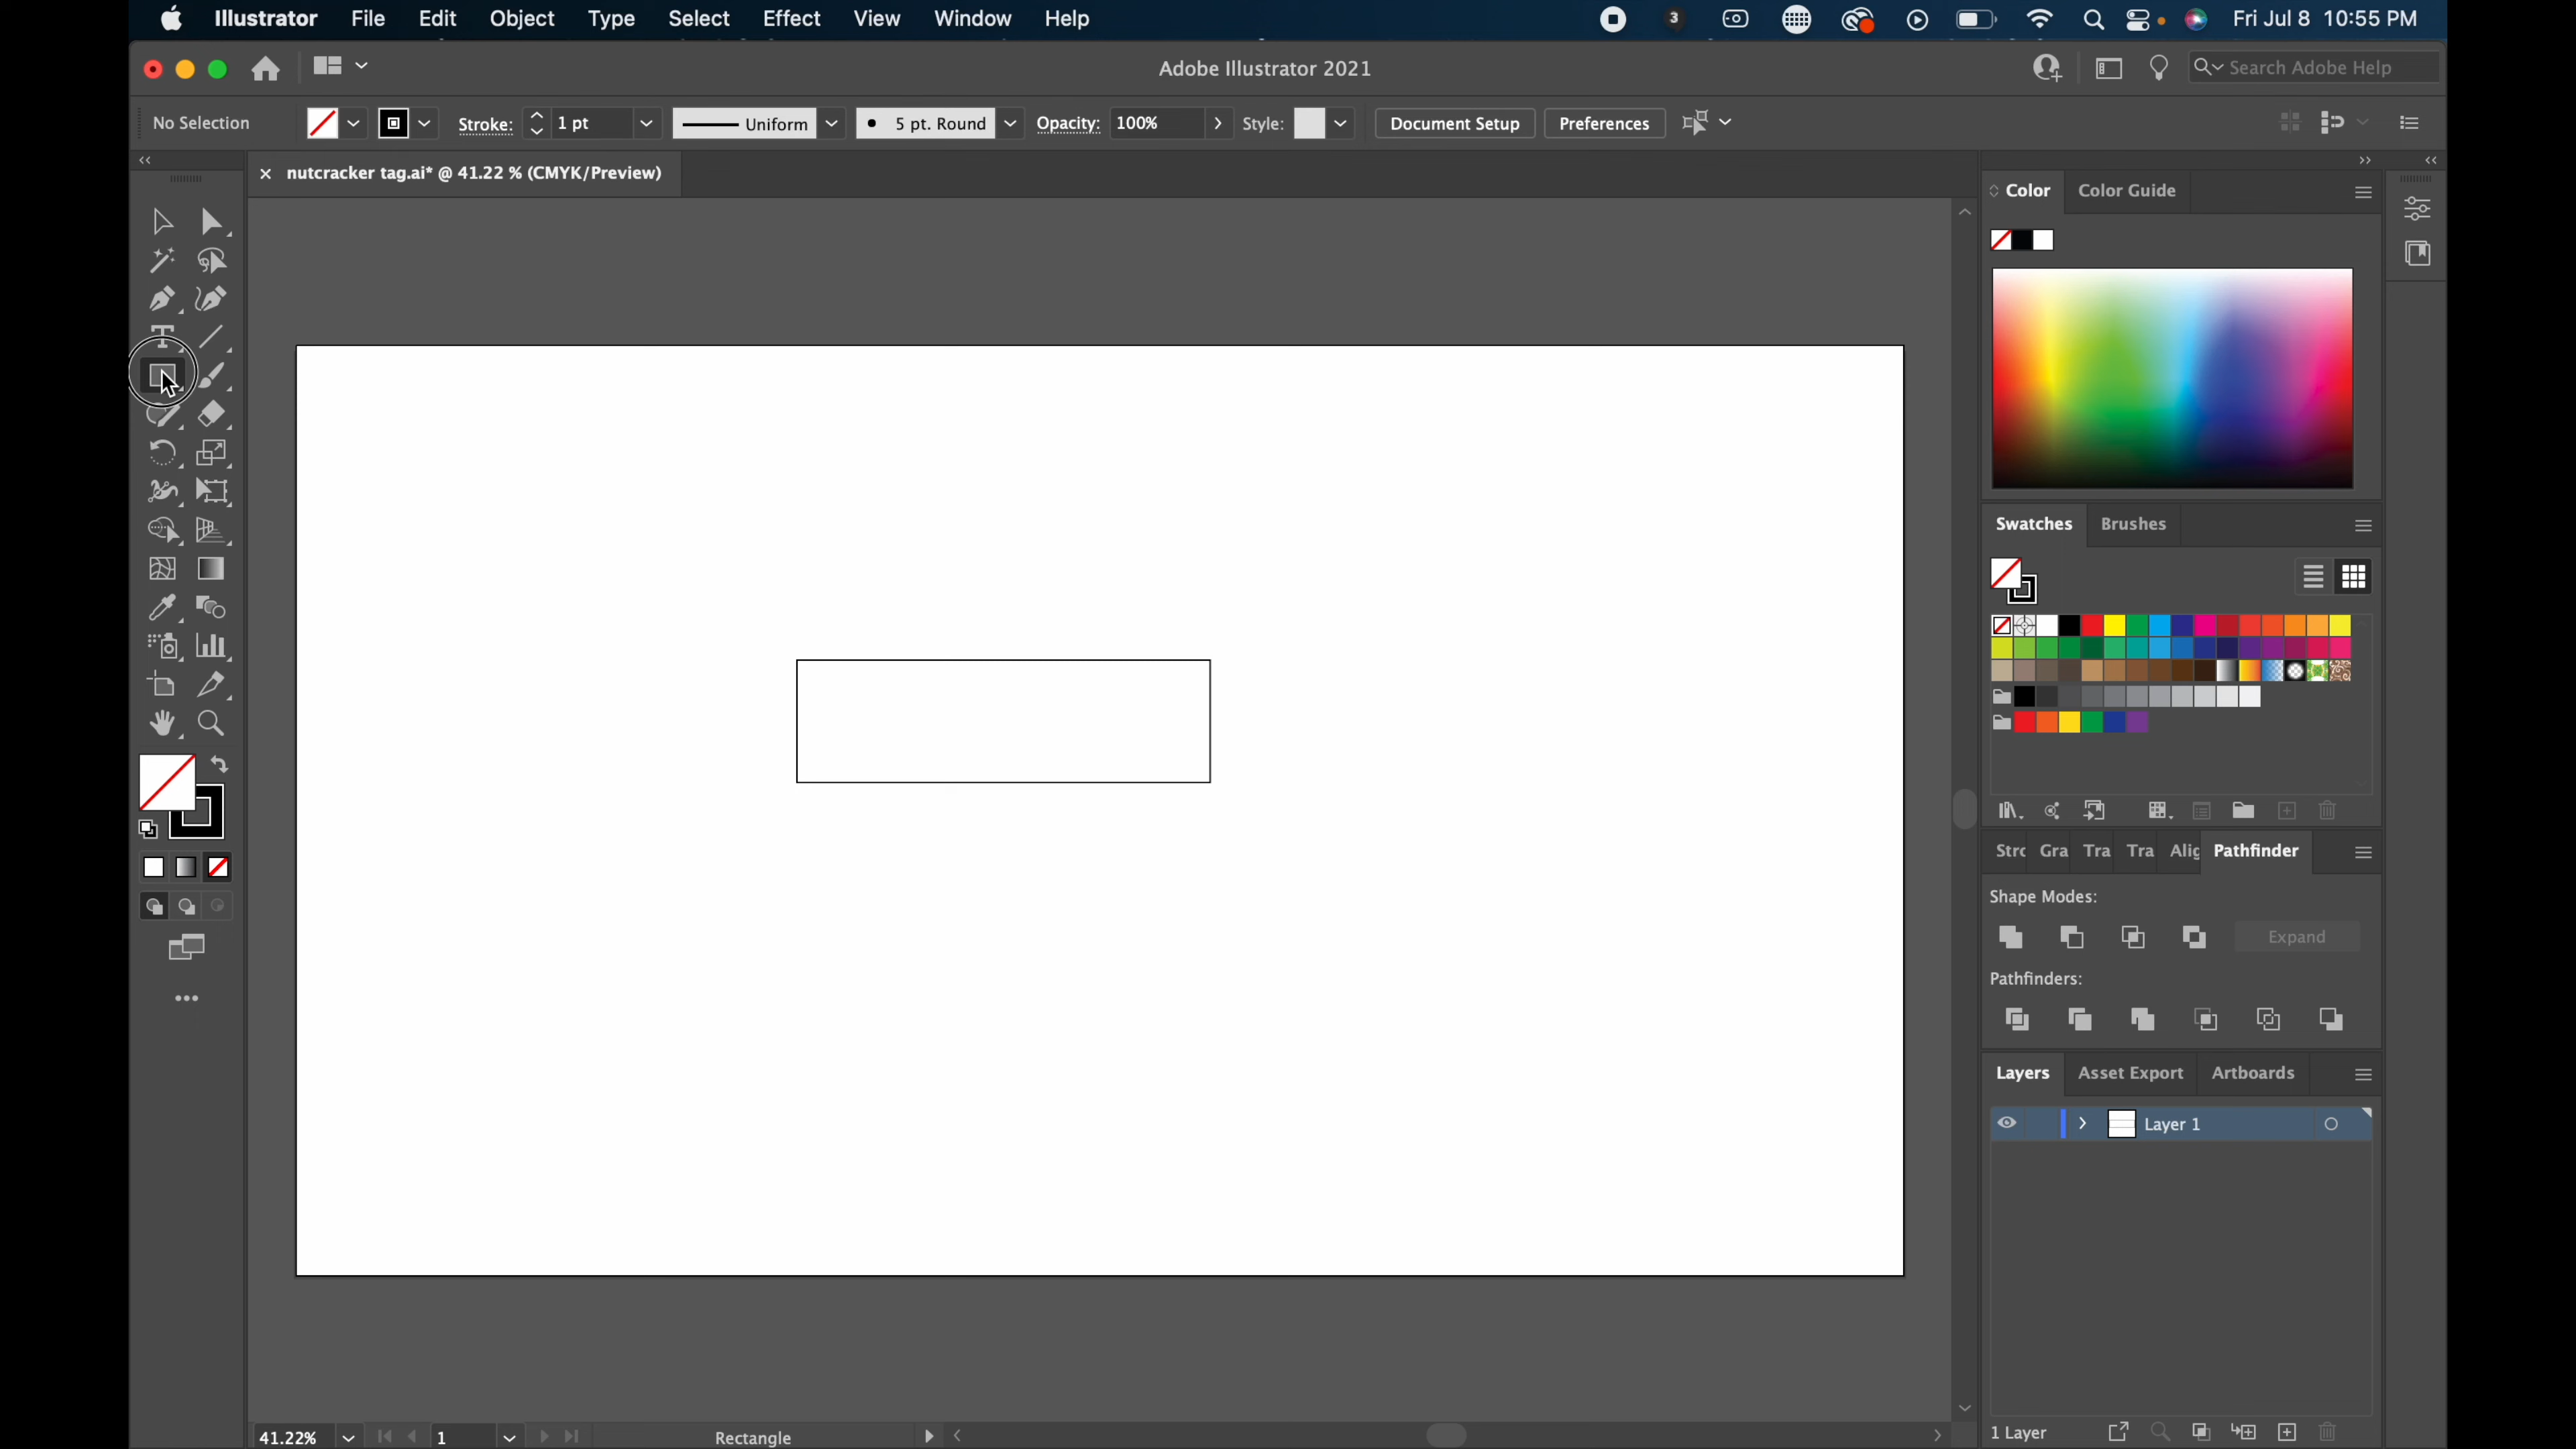 Illustrator File Edit Object Type Select Effect View Window Help 3 Fri Jul 8 10:55 PM
Adobe Illustrator 2021 Search Adobe Help
No Selection Stroke: 1 pt Uniform 5 pt. Round Opacity: 100% Style: Document Setup Preferences
× nutcracker tag.ai* @ 41.22 % (CMYK/Preview)
Color Color Guide
Swatches Brushes
Stro Gra Tra Tra Alig Pathfinder
Shape Modes:
Expand
Pathfinders:
Layers Asset Export Artboards
Layer 1
41.22% 1 Rectangle 1 Layer